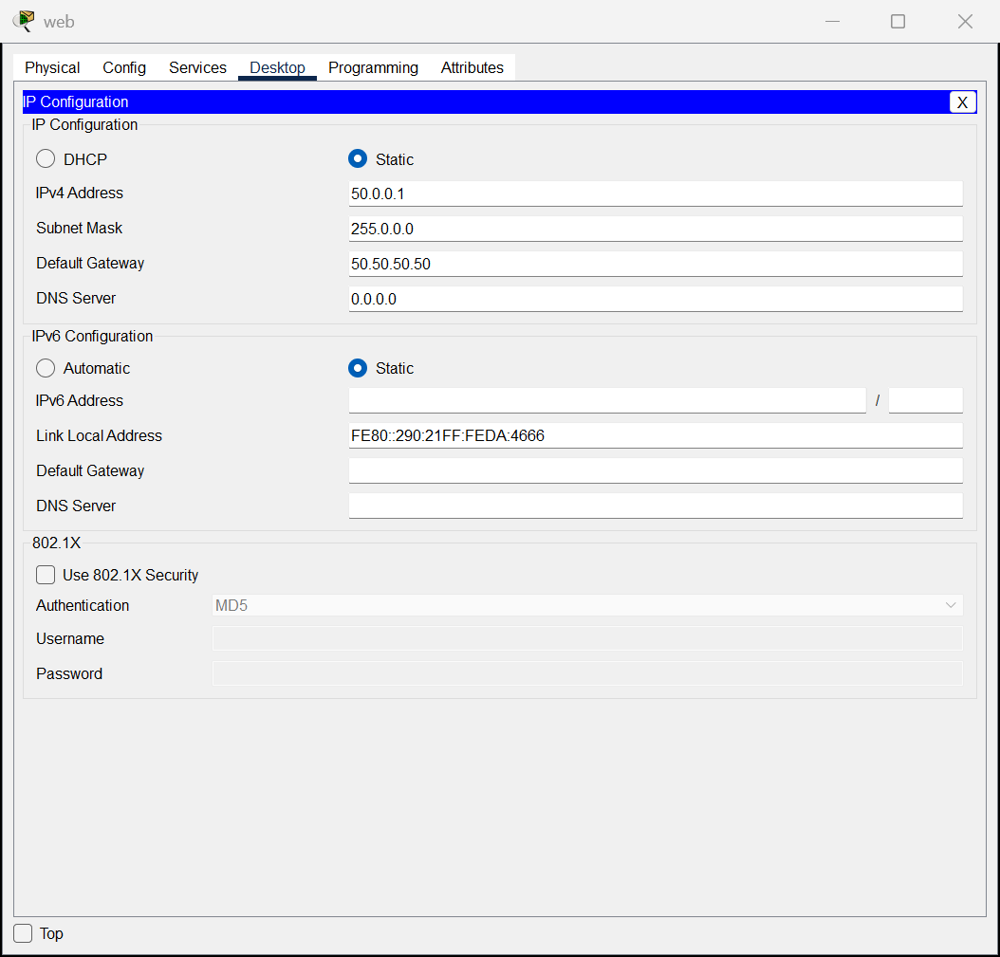 web
Physical Config Services Desktop Programming Attributes
IP Configuration X
IP Configuration
DHCP Static
IPv4 Address 50.0.0.1
Subnet Mask 255.0.0.0
Default Gateway 50.50.50.50
DNS Server 0.0.0.0
IPv6 Configuration
Automatic Static
IPv6 Address /
Link Local Address FE80::290:21FF:FEDA:4666
Default Gateway
DNS Server
802.1X
Use 802.1X Security
Authentication MD5
Username
Password
Top